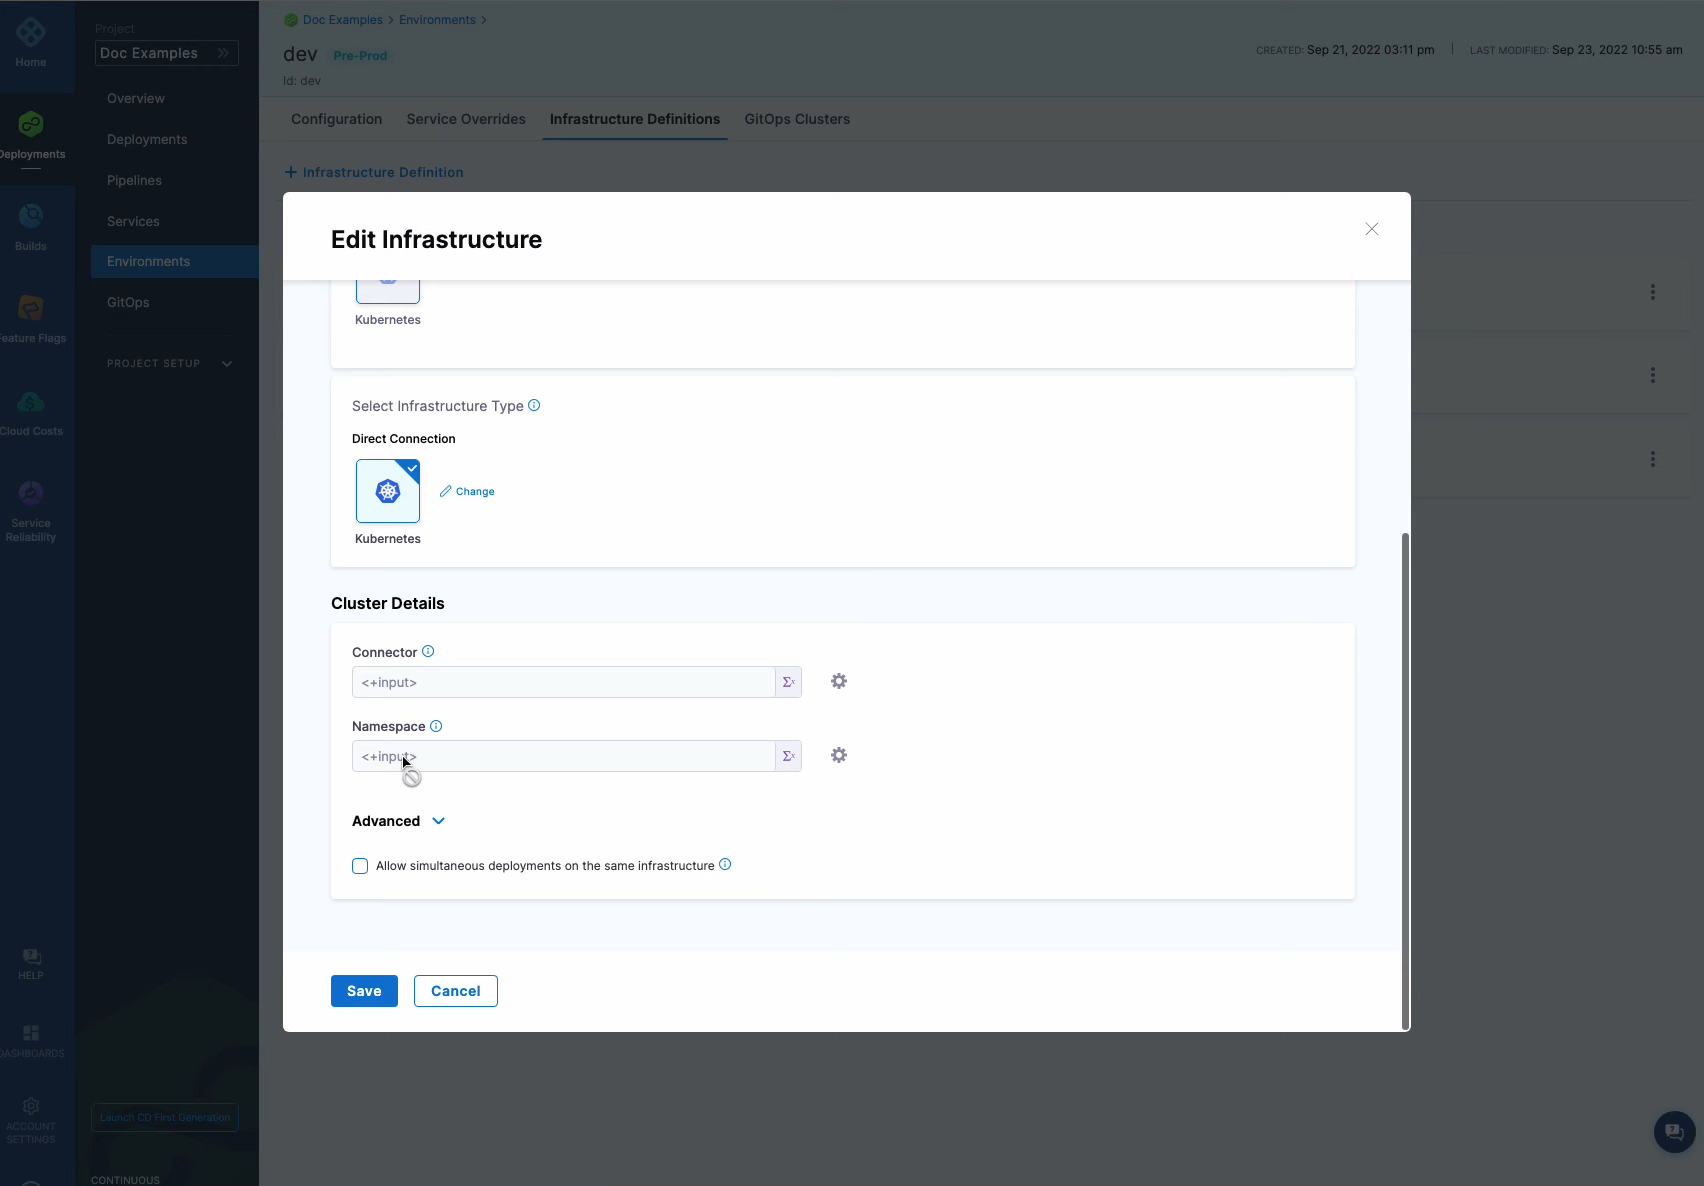 Home
Deployments
Builds
Feature Flags
Cloud Costs
Service
Reliability
HELP
DASHBOARDS
ACCOUNT
SETTINGS
Project
Doc Examples
Overview
Deployments
Pipelines
Services
Environments
GitOps
PROJECT SETUP
Launch CD First Generation
CONTINUOUS
Doc Examples > Environments >
dev Pre-Prod
Id: dev
CREATED: Sep 21, 2022 03:11 pm | LAST MODIFIED: Sep 23, 2022 10:55 am
Configuration Service Overrides Infrastructure Definitions GitOps Clusters
+ Infrastructure Definition
Edit Infrastructure
Kubernetes
Select Infrastructure Type
Direct Connection
Change
Kubernetes
Cluster Details
Connector
<+input>
Namespace
<+input>
Advanced
Allow simultaneous deployments on the same infrastructure
Save Cancel